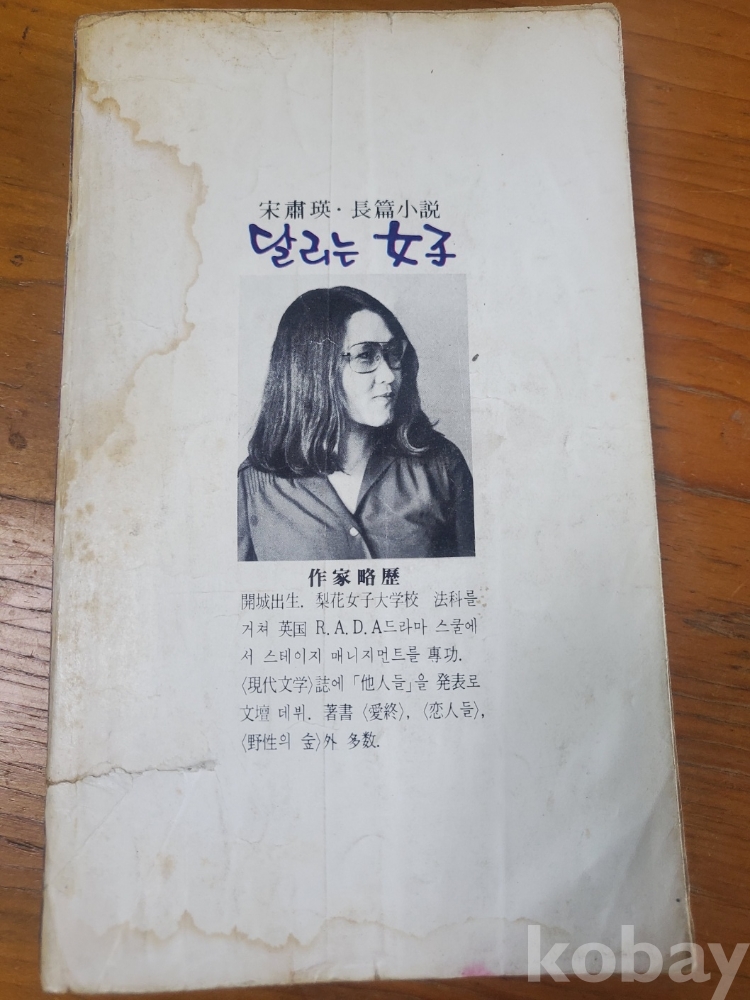 宋肅瑛·長篇小説
달리는 女子
作家略歷
開城出生. 梨花女子大学校 法科를
거쳐 英国 R.A.D.A드라마 스쿨에
서 스테이지 매니지먼트를 專功.
〈現代文学〉誌에「他人들」을 発表로
文壇 데뷔. 著書〈愛終〉,〈恋人들〉,
〈野性의 숲〉外 多数.
kobay